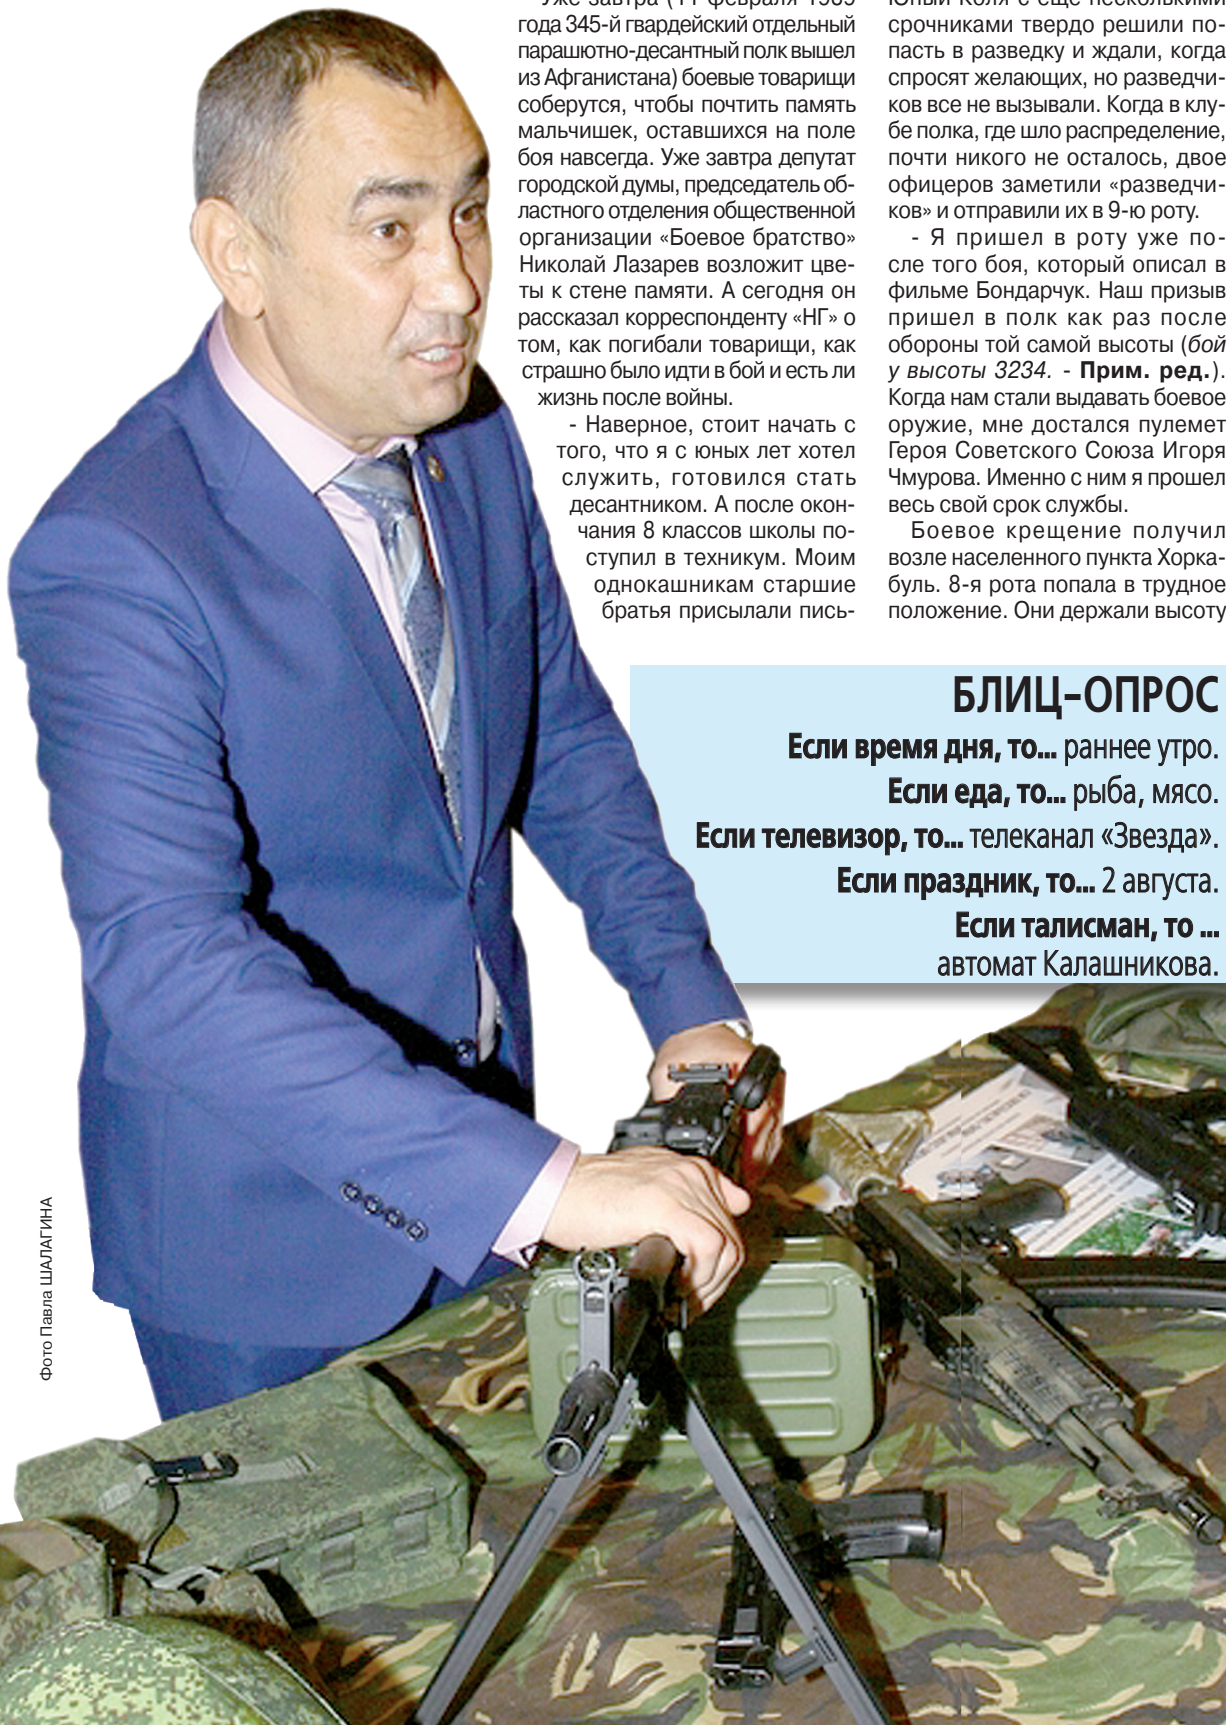 Уже завтра (11 февраля 1989
года 345-й гвардейский отдельный
парашютно-десантный полк вышел
из Афганистана) боевые товарищи
соберутся, чтобы почтить память
мальчишек, оставшихся на поле
боя навсегда. Уже завтра депутат
городской думы, председатель об-
ластного отделения общественной
организации «Боевое братство»
Николай Лазарев возложит цве-
ты к стене памяти. А сегодня он
рассказал корреспонденту «НГ» о
том, как погибали товарищи, как
страшно было идти в бой и есть ли
жизнь после войны.
- Наверное, стоит начать с
того, что я с юных лет хотел
служить, готовился стать
десантником. А после окон-
чания 8 классов школы по-
ступил в техникум. Моим
однокашникам старшие
братья присылали пись-
Юный Коля с еще несколькими
срочниками твердо решили по-
пасть в разведку и ждали, когда
спросят желающих, но разведчи-
ков все не вызывали. Когда в клу-
бе полка, где шло распределение,
почти никого не осталось, двое
офицеров заметили «разведчи-
ков» и отправили их в 9-ю роту.
- Я пришел в роту уже по-
сле того боя, который описал в
фильме Бондарчук. Наш призыв
пришел в полк как раз после
обороны той самой высоты (бой
у высоты 3234. - Прим. ред.).
Когда нам стали выдавать боевое
оружие, мне достался пулемет
Героя Советского Союза Игоря
Чмурова. Именно с ним я прошел
весь свой срок службы.
Боевое крещение получил
возле населенного пункта Хорка-
буль. 8-я рота попала в трудное
положение. Они держали высоту
БЛИЦ-ОПРОС
Если время дня, то... раннее утро.
Если еда, то... рыба, мясо.
Если телевизор, то... телеканал «Звезда».
Если праздник, то... 2 августа.
Если талисман, то ...
автомат Калашникова.
Фото Павла ШАЛАГИНА